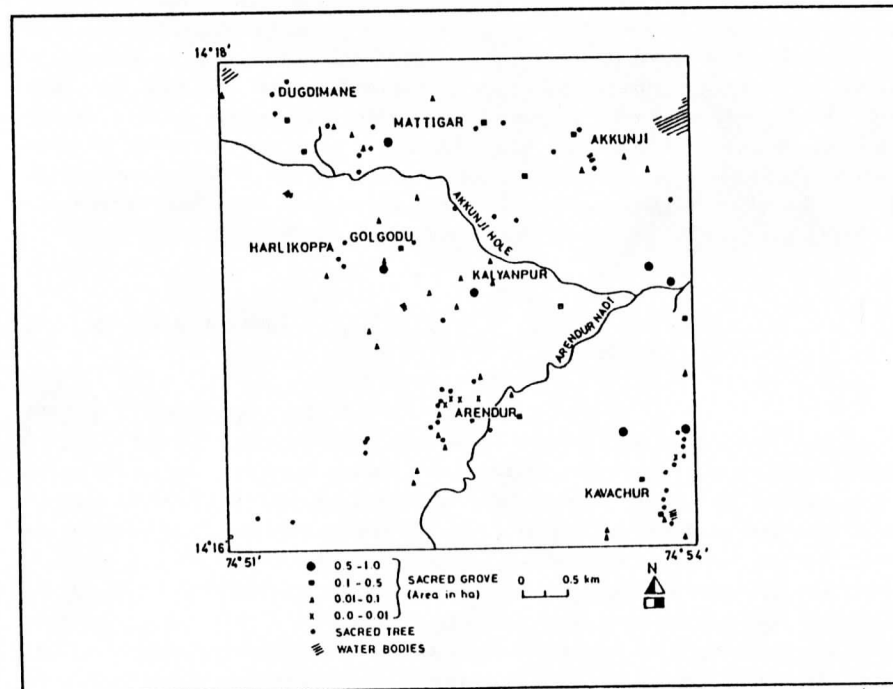 14°18'
DUGDIMANE
MATTIGAR
AKKUNJI
AKKUNJI HOLE
GOLGODU
HARLIKOPPA
KALYANPUR
ARENDUR NADI
ARENDUR
KAVACHUR
14°16'
74°51'
74°54'
0.5-1.0
0.1-0.5
0.01-0.1
0.0-0.01
SACRED GROVE
(Area in ha)
0 0.5 km
N
SACRED TREE
WATER BODIES